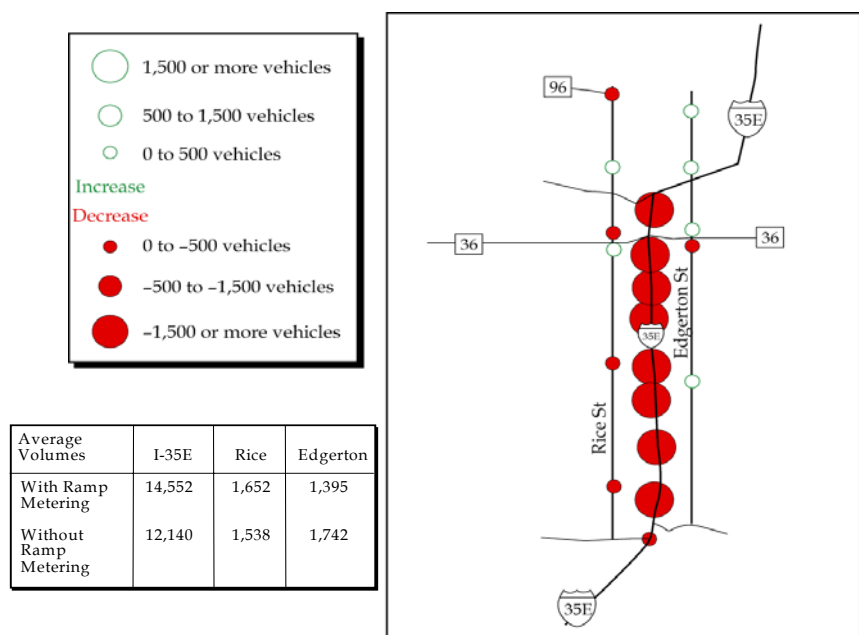 1,500 or more vehicles
500 to 1,500 vehicles
0 to 500 vehicles
Increase
Decrease
0 to –500 vehicles
–500 to –1,500 vehicles
–1,500 or more vehicles
Average Volumes I-35E Rice Edgerton
With Ramp Metering 14,552 1,652 1,395
Without Ramp Metering 12,140 1,538 1,742
96
35E
36
36
Edgerton St
35E
Rice St
35E